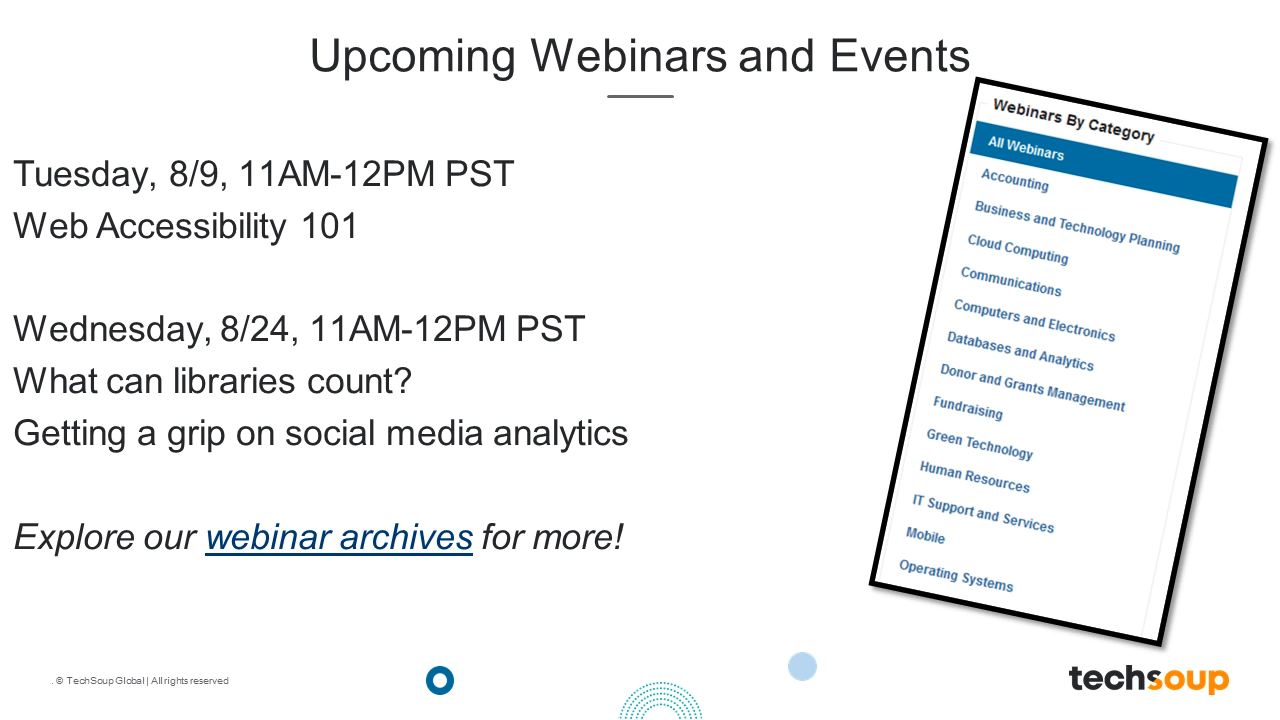 Upcoming Webinars and Events
Tuesday, 8/9, 11AM-12PM PST
Web Accessibility 101
Wednesday, 8/24, 11AM-12PM PST
What can libraries count?
Getting a grip on social media analytics
Explore our webinar archives for more!
Webinars By Category
All Webinars
Accounting
Business and Technology Planning
Cloud Computing
Communications
Computers and Electronics
Databases and Analytics
Donor and Grants Management
Fundraising
Green Technology
Human Resources
IT Support and Services
Mobile
Operating Systems
. © TechSoup Global | All rights reserved
techsoup